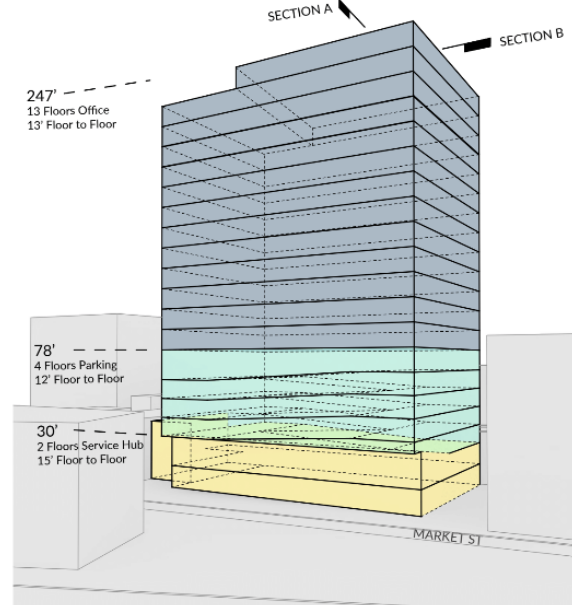 SECTION A
SECTION B
247'
13 Floors Office
13' Floor to Floor
78'
4 Floors Parking
12' Floor to Floor
30'
2 Floors Service Hub
15' Floor to Floor
MARKET ST